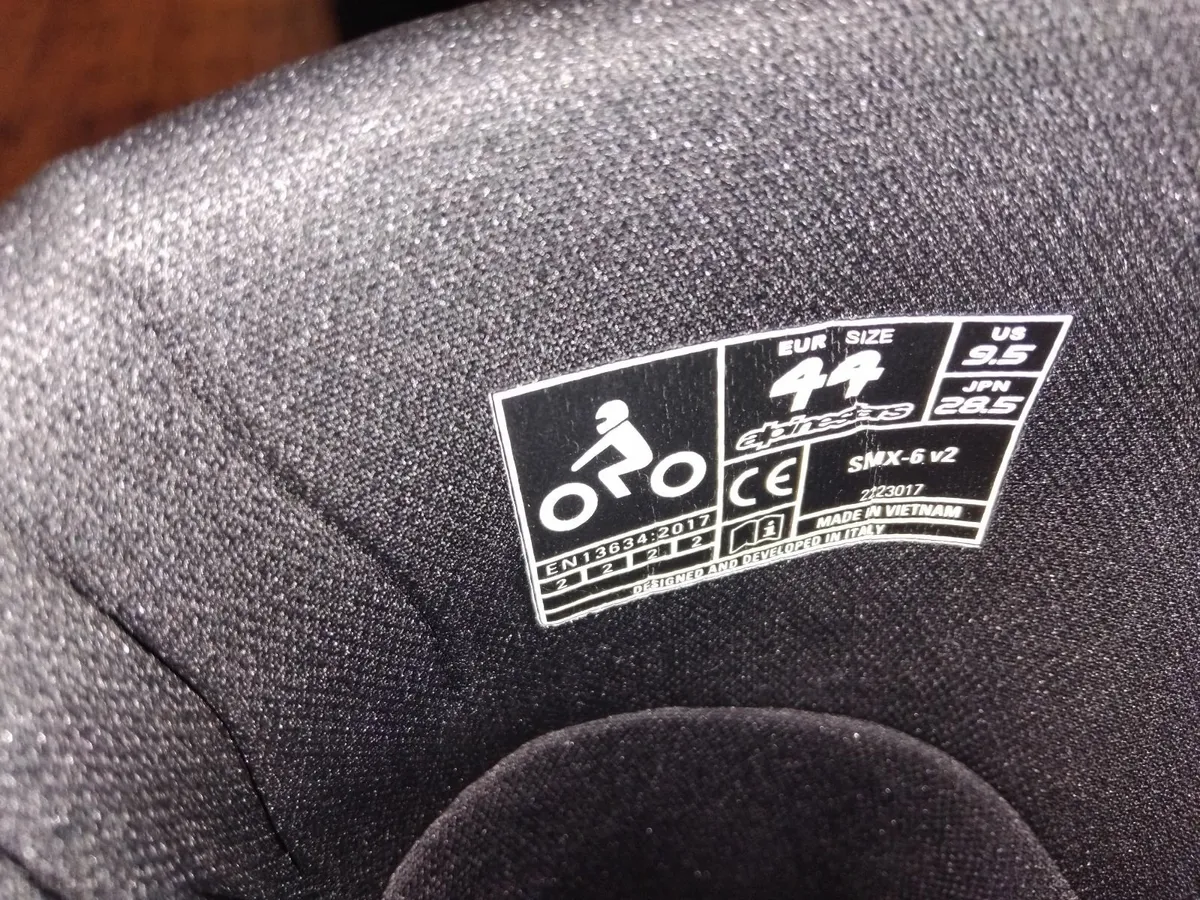 EUR SIZE
44
alpinestars
US
9.5
JPN
28.5
CE
SMX-6 v2
2223017
i
MADE IN VIETNAM
EN13634:2017
2 2 2 2
DESIGNED AND DEVELOPED IN ITALY